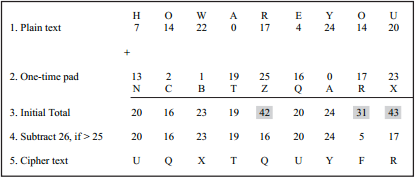 H O W A R E Y O U
1. Plain text 7 14 22 0 17 4 24 14 20
+
2. One-time pad 13 2 1 19 25 16 0 17 23
N C B T Z Q A R X
3. Initial Total 20 16 23 19 42 20 24 31 43
4. Subtract 26, if > 25 20 16 23 19 16 20 24 5 17
5. Cipher text U Q X T Q U Y F R